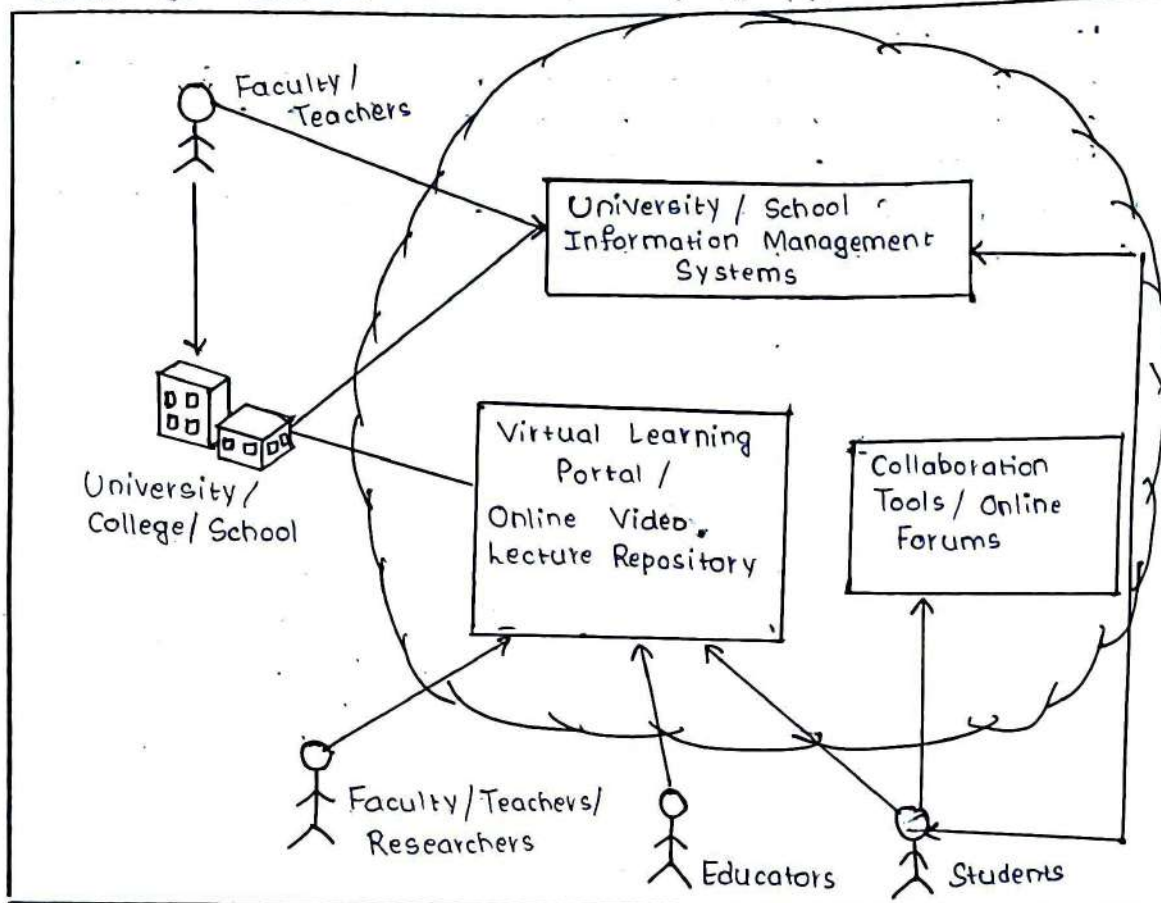 Faculty/
Teachers
University / School
Information Management
Systems
University/
College/School
Virtual Learning
Portal /
Online Video
Lecture Repository
Collaboration
Tools / Online
Forums
Faculty/Teachers/
Researchers
Educators
Students